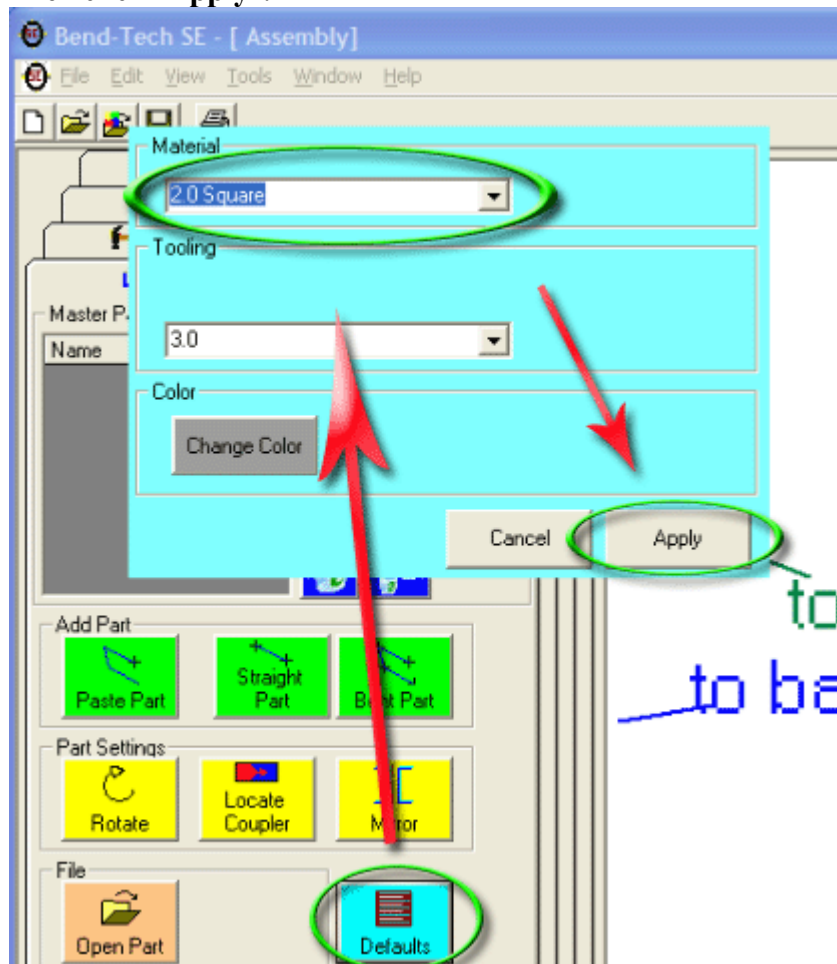 Bend-Tech SE - [ Assembly]
File Edit View Tools Window Help
Material
2.0 Square
Tooling
3.0
Master P
Name
Color
Change Color
Cancel Apply
to
Add Part
Paste Part
Straight Part
Bent Part
to ba
Part Settings
Rotate
Locate Coupler
Mirror
File
Open Part
Defaults